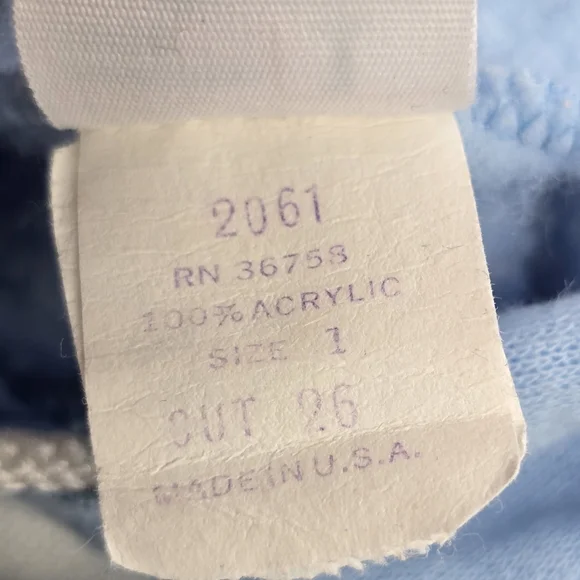 2061
RN 36758
100% ACRYLIC
SIZE 1
CUT 26
MADE IN U.S.A.